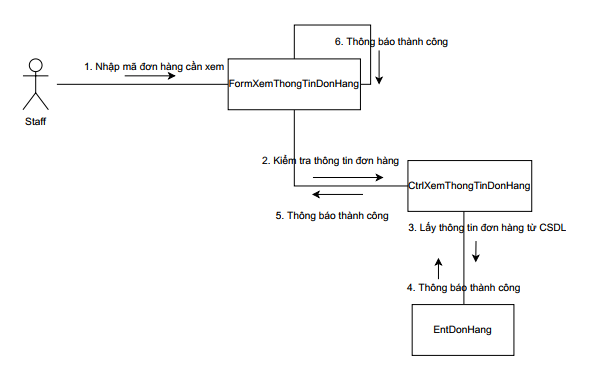 6. Thông báo thành công
1. Nhập mã đơn hàng cần xem
FormXemThongTinDonHang
Staff
2. Kiểm tra thông tin đơn hàng
CtrlXemThongTinDonHang
5. Thông báo thành công
3. Lấy thông tin đơn hàng từ CSDL
4. Thông báo thành công
EntDonHang